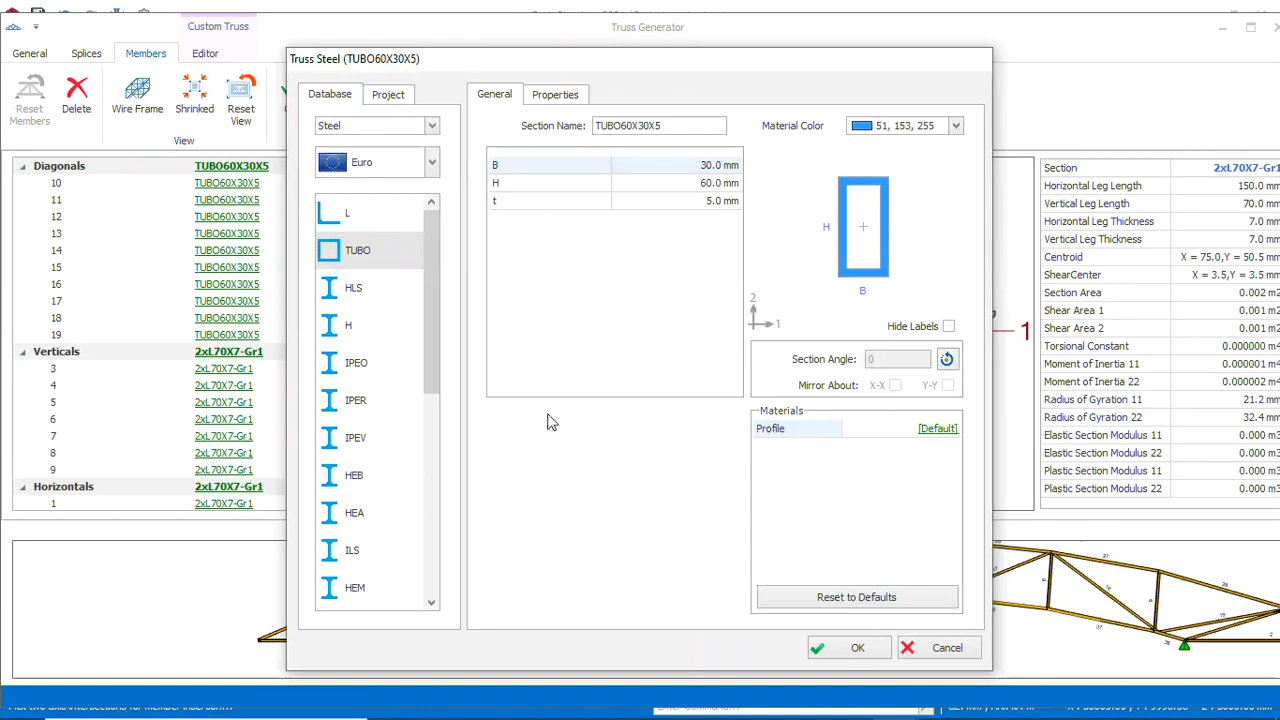 Custom Truss
Truss Generator
General
Splices
Members
Editor
Reset Members
Delete
Wire Frame
Shrinked
Reset View
View
Diagonals TUBO60X30X5
10 TUBO60X30X5
11 TUBO60X30X5
12 TUBO60X30X5
13 TUBO60X30X5
14 TUBO60X30X5
15 TUBO60X30X5
16 TUBO60X30X5
17 TUBO60X30X5
18 TUBO60X30X5
19 TUBO60X30X5
Verticals 2xL70X7-Gr1
3 2xL70X7-Gr1
4 2xL70X7-Gr1
5 2xL70X7-Gr1
6 2xL70X7-Gr1
7 2xL70X7-Gr1
8 2xL70X7-Gr1
9 2xL70X7-Gr1
Horizontals 2xL70X7-Gr1
1 2xL70X7-Gr1
Truss Steel (TUBO60X30X5)
Database
Project
Steel
Euro
L
TUBO
HLS
H
IPEO
IPER
IPEV
HEB
HEA
ILS
HEM
General
Properties
Section Name: TUBO60X30X5
Material Color 51, 153, 255
B 30.0 mm
H 60.0 mm
t 5.0 mm
H
B
2
1
Hide Labels
Section Angle: 0
Mirror About: X-X Y-Y
Materials
Profile [Default]
Reset to Defaults
OK
Cancel
1
Section 2xL70X7-Gr1
Horizontal Leg Length 150.0 mm
Vertical Leg Length 70.0 mm
Horizontal Leg Thickness 7.0 mm
Vertical Leg Thickness 7.0 mm
Centroid X = 75.0,Y = 50.5 mm
ShearCenter X = 3.5,Y = 3.5 mm
Section Area 0.002 m2
Shear Area 1 0.001 m2
Shear Area 2 0.001 m2
Torsional Constant 0.000000 m4
Moment of Inertia 11 0.000001 m4
Moment of Inertia 22 0.000002 m4
Radius of Gyration 11 21.2 mm
Radius of Gyration 22 32.4 mm
Elastic Section Modulus 11 0.000 m3
Elastic Section Modulus 22 0.000 m3
Plastic Section Modulus 11 0.000 m3
Plastic Section Modulus 22 0.000 m3